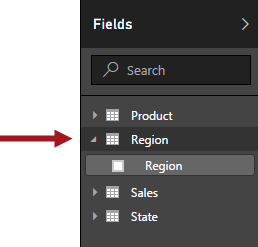 Fields
Search
Product
Region
Region
Sales
State